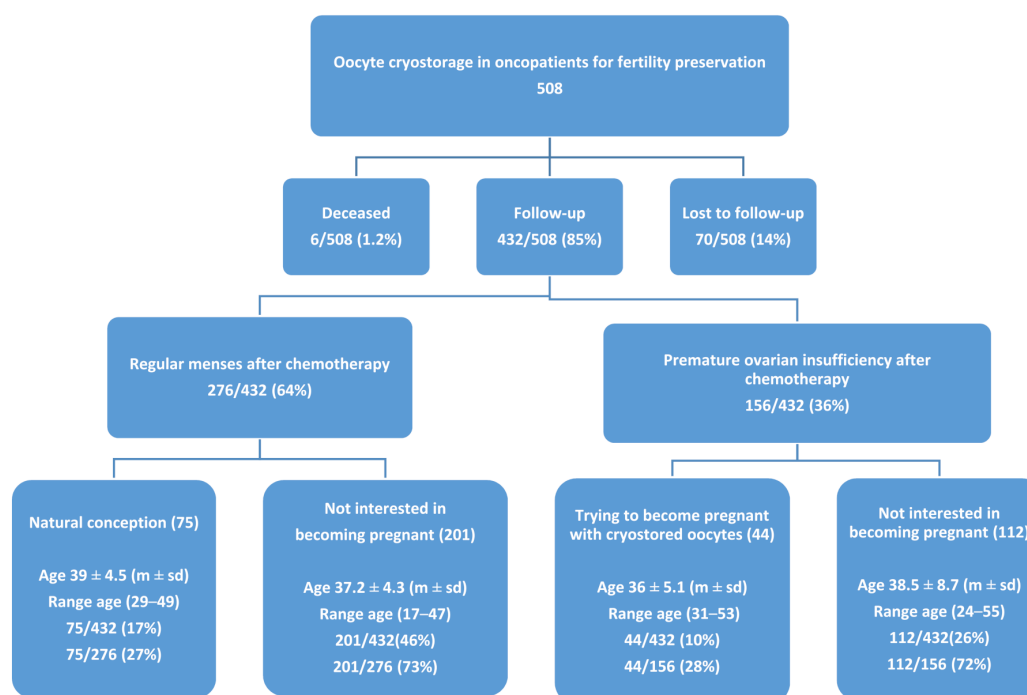 Oocyte cryostorage in oncopatients for fertility preservation
508
Deceased
6/508 (1.2%)
Follow-up
432/508 (85%)
Lost to follow-up
70/508 (14%)
Regular menses after chemotherapy
276/432 (64%)
Premature ovarian insufficiency after
chemotherapy
156/432 (36%)
Natural conception (75)
Age 39 ± 4.5 (m ± sd)
Range age (29–49)
75/432 (17%)
75/276 (27%)
Not interested in
becoming pregnant (201)
Age 37.2 ± 4.3 (m ± sd)
Range age (17–47)
201/432(46%)
201/276 (73%)
Trying to become pregnant
with cryostored oocytes (44)
Age 36 ± 5.1 (m ± sd)
Range age (31–53)
44/432 (10%)
44/156 (28%)
Not interested in
becoming pregnant (112)
Age 38.5 ± 8.7 (m ± sd)
Range age (24–55)
112/432(26%)
112/156 (72%)